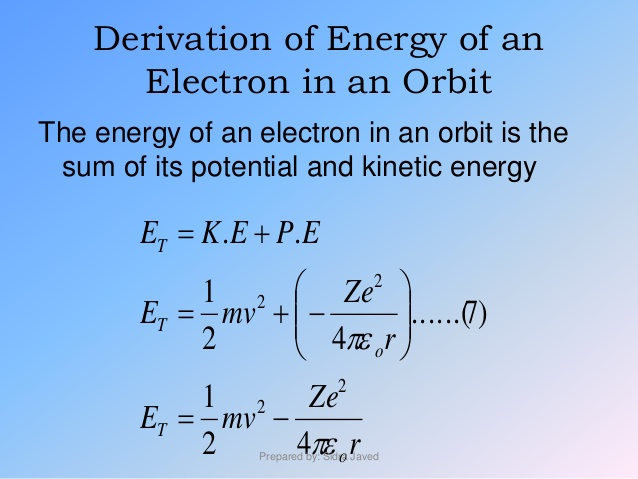 Derivation of Energy of an
Electron in an Orbit
The energy of an electron in an orbit is the
sum of its potential and kinetic energy
E_T = K.E + P.E
E_T = \frac{1}{2} mv^2 + \left( - \frac{Ze^2}{4\pi\varepsilon_o r} \right) ......(7)
E_T = \frac{1}{2} mv^2 - \frac{Ze^2}{4\pi\varepsilon_o r}
Prepared by: Sidra Javed